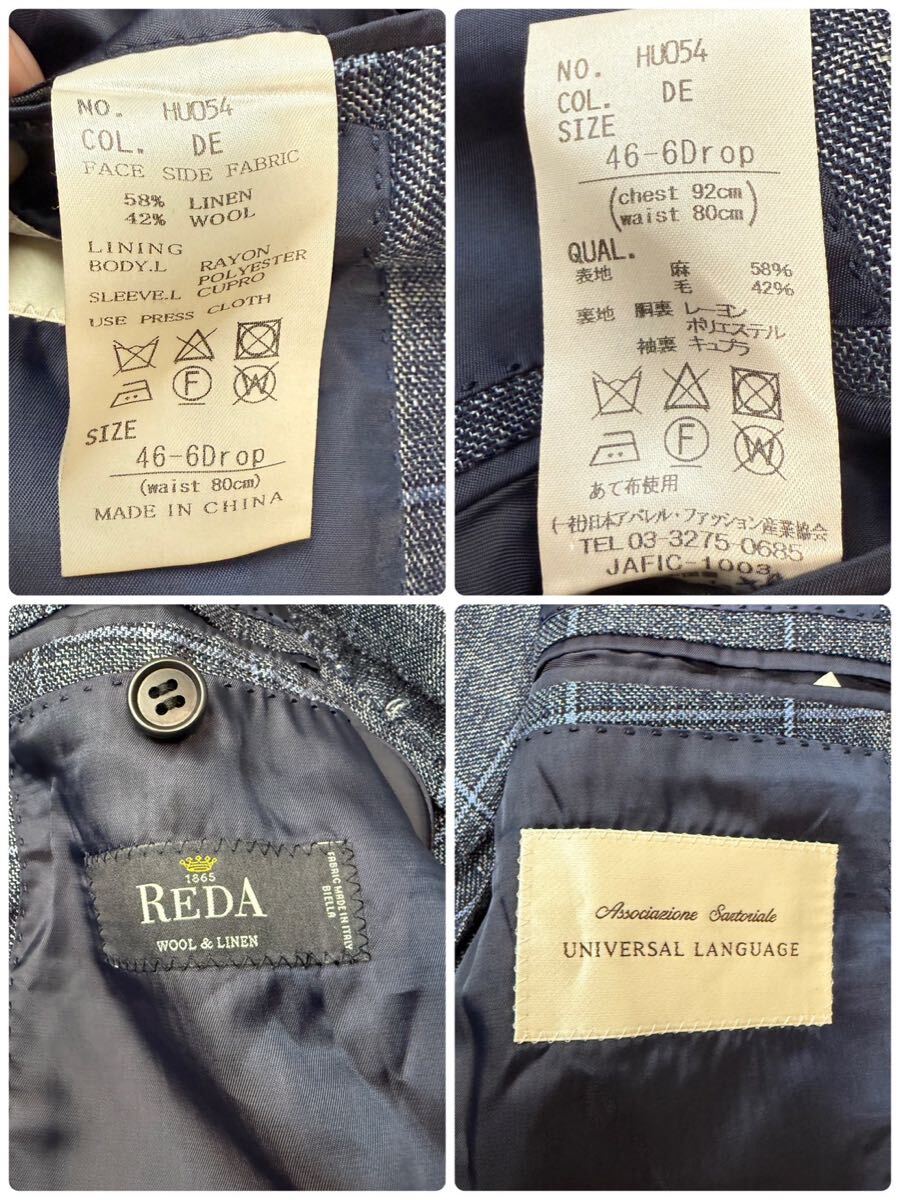 NO. HU054
COL. DE
FACE SIDE FABRIC
58% LINEN
42% WOOL
LINING
BODY.L RAYON
POLYESTER
SLEEVE.L CUPRO
USE PRESS CLOTH
F
W
SIZE
46-6Drop
(waist 80cm)
MADE IN CHINA
NO. HU054
COL. DE
SIZE
46-6Drop
(chest 92cm
waist 80cm)
QUAL.
表地 麻 58%
毛 42%
裏地 胴裏 レーヨン
ポリエステル
袖裏 キュプラ
F
W
あて布使用
(一社)日本アパレル・ファッション産業協会
TEL 03-3275-0685
JAFIC-1003
1865
REDA
WOOL & LINEN
FABRIC MADE IN ITALY
BIELLA
Associazione Sartoriale
UNIVERSAL LANGUAGE